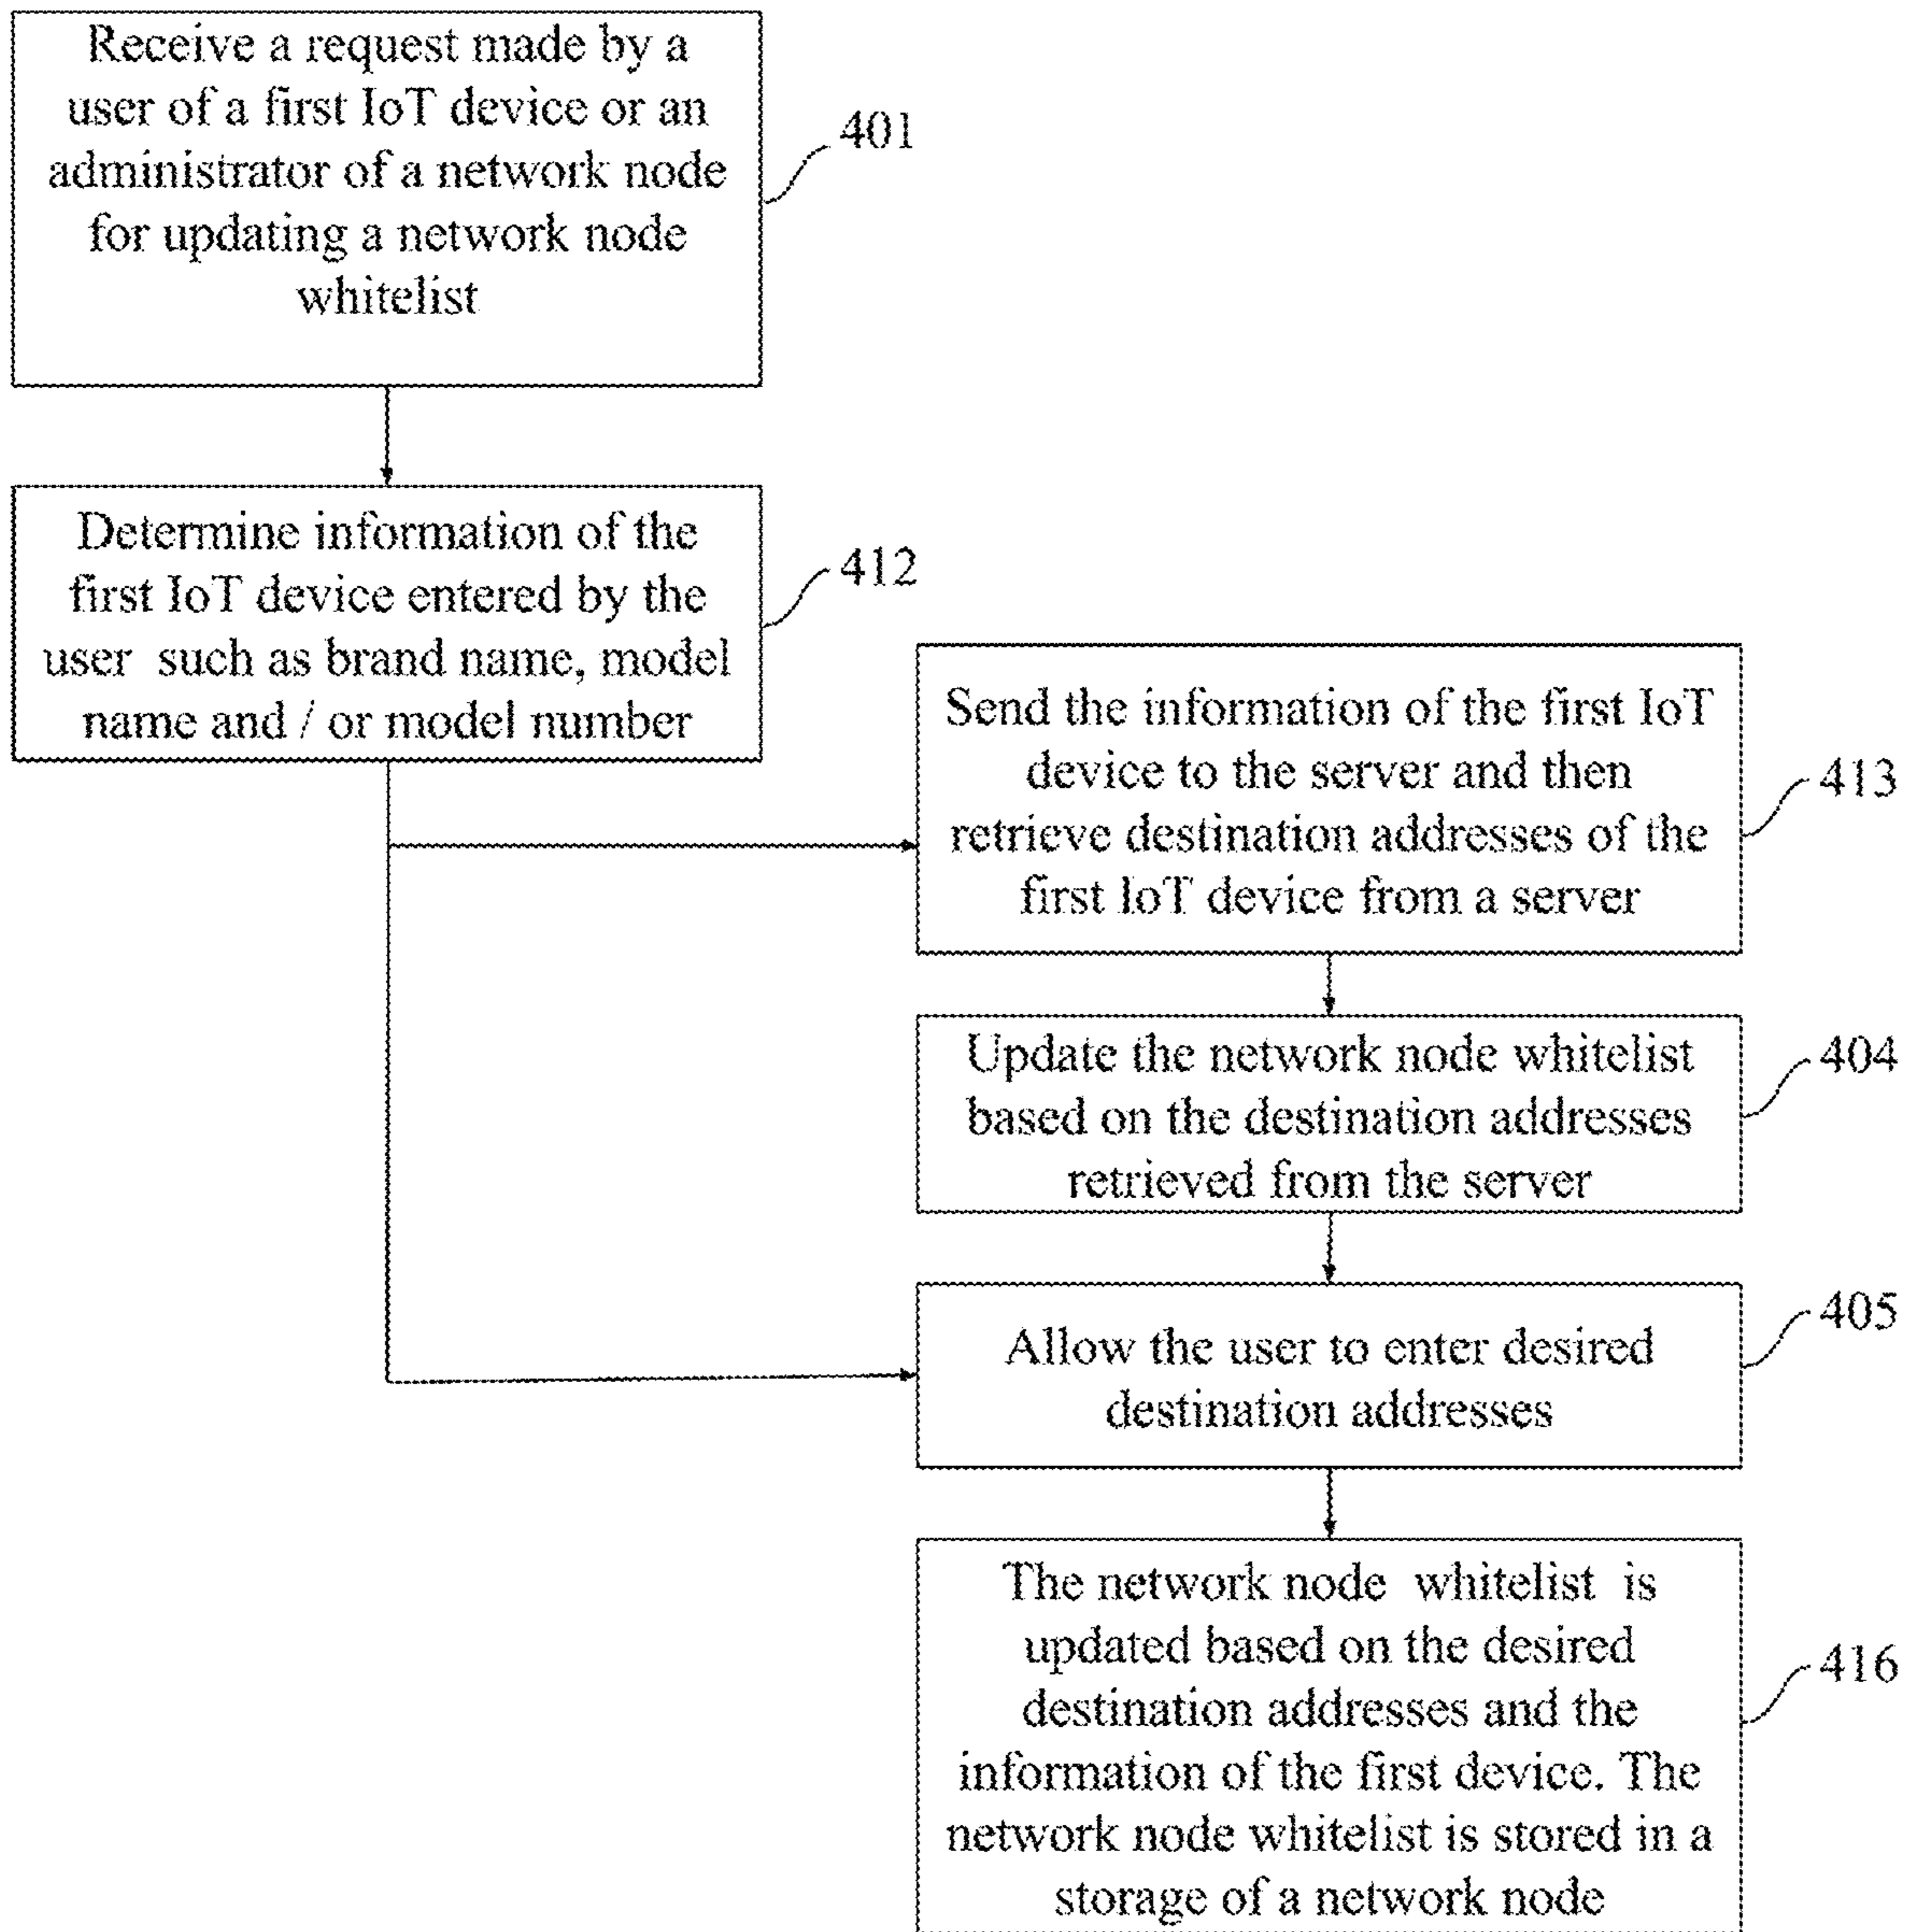 Receive a request made by a
user of a first IoT device or an
administrator of a network node
for updating a network node
whitelist
401
Determine information of the
first IoT device entered by the
user such as brand name, model
name and / or model number
412
Send the information of the first IoT
device to the server and then
retrieve destination addresses of the
first IoT device from a server
413
Update the network node whitelist
based on the destination addresses
retrieved from the server
404
Allow the user to enter desired
destination addresses
405
The network node whitelist is
updated based on the desired
destination addresses and the
information of the first device. The
network node whitelist is stored in a
storage of a network node
416